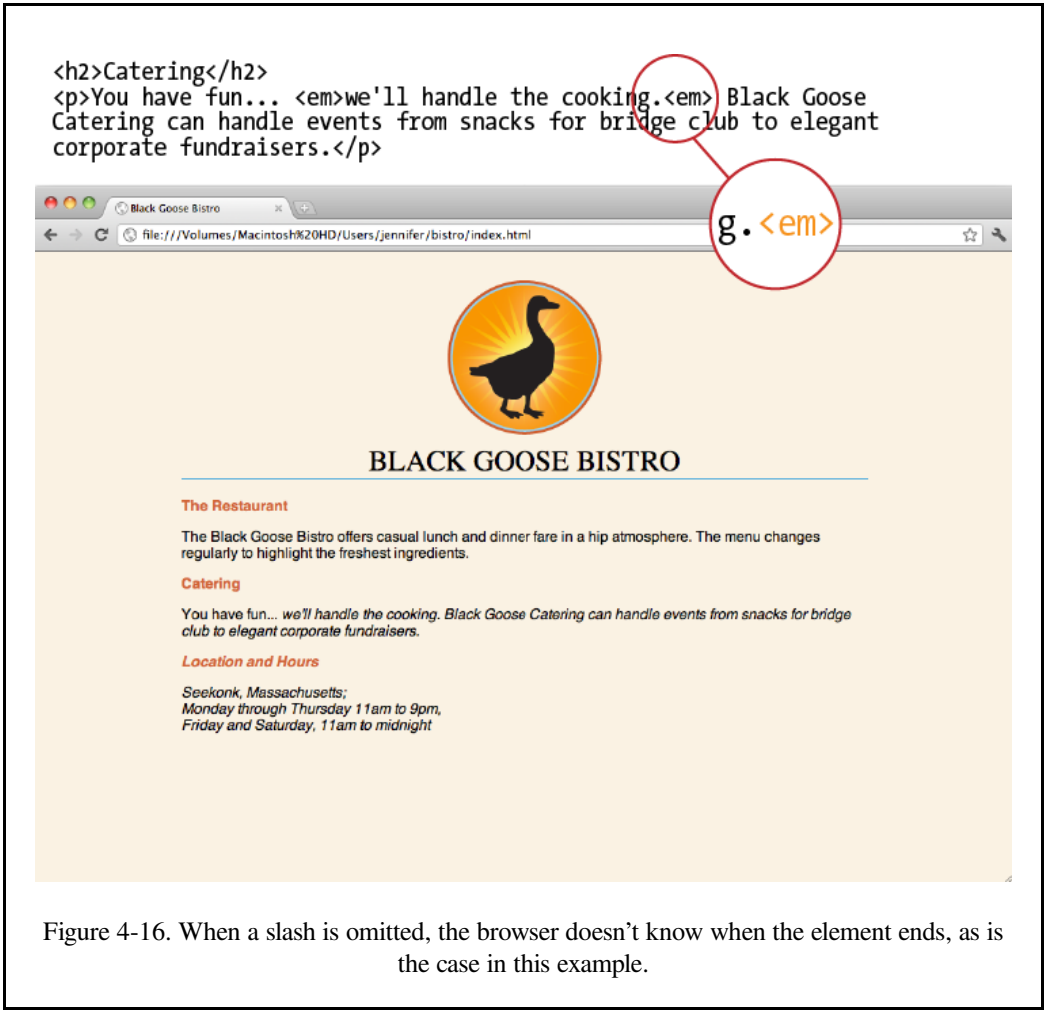 <h2>Catering</h2>
<p>You have fun... <em>we'll handle the cooking.<em> Black Goose
Catering can handle events from snacks for bridge club to elegant
corporate fundraisers.</p>
Black Goose Bistro
file:///Volumes/Macintosh%20HD/Users/jennifer/bistro/index.html
g.<em>
BLACK GOOSE BISTRO
The Restaurant
The Black Goose Bistro offers casual lunch and dinner fare in a hip atmosphere. The menu changes
regularly to highlight the freshest ingredients.
Catering
You have fun... we'll handle the cooking. Black Goose Catering can handle events from snacks for bridge
club to elegant corporate fundraisers.
Location and Hours
Seekonk, Massachusetts;
Monday through Thursday 11am to 9pm,
Friday and Saturday, 11am to midnight
Figure 4-16. When a slash is omitted, the browser doesn’t know when the element ends, as is
the case in this example.